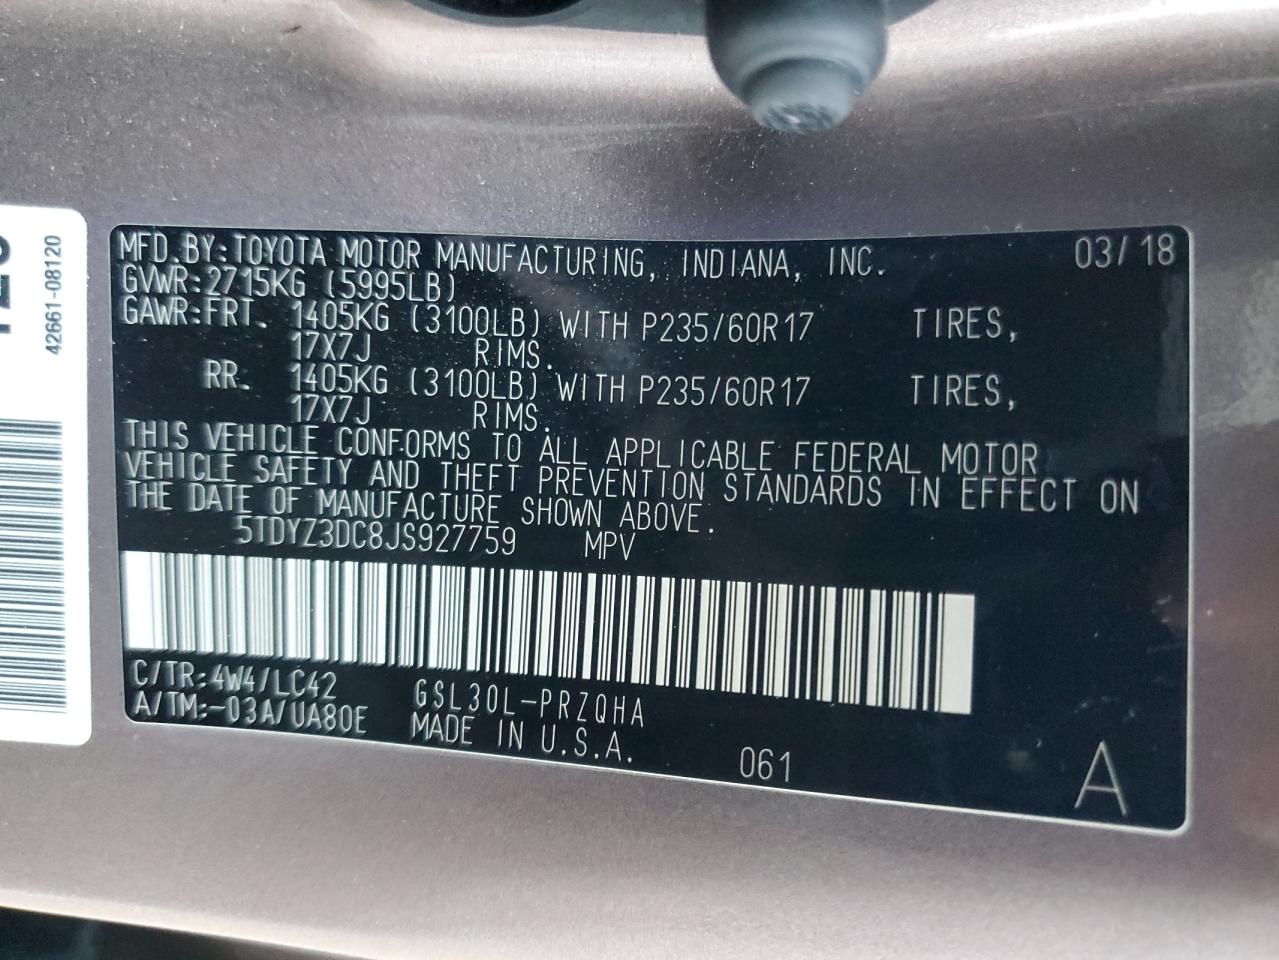 MFD.BY:TOYOTA MOTOR MANUFACTURING, INDIANA, INC. 03/18
GVWR:2715KG (5995LB)
GAWR:FRT. 1405KG (3100LB) WITH P235/60R17 TIRES,
17X7J RIMS.
RR. 1405KG (3100LB) WITH P235/60R17 TIRES,
17X7J RIMS.
THIS VEHICLE CONFORMS TO ALL APPLICABLE FEDERAL MOTOR
VEHICLE SAFETY AND THEFT PREVENTION STANDARDS IN EFFECT ON
THE DATE OF MANUFACTURE SHOWN ABOVE.
5TDYZ3DC8JS927759 MPV
C/TR:4W4/LC42 GSL30L-PRZQHA
A/TM:-03A/UA80E MADE IN U.S.A.
061 A
42661-08120